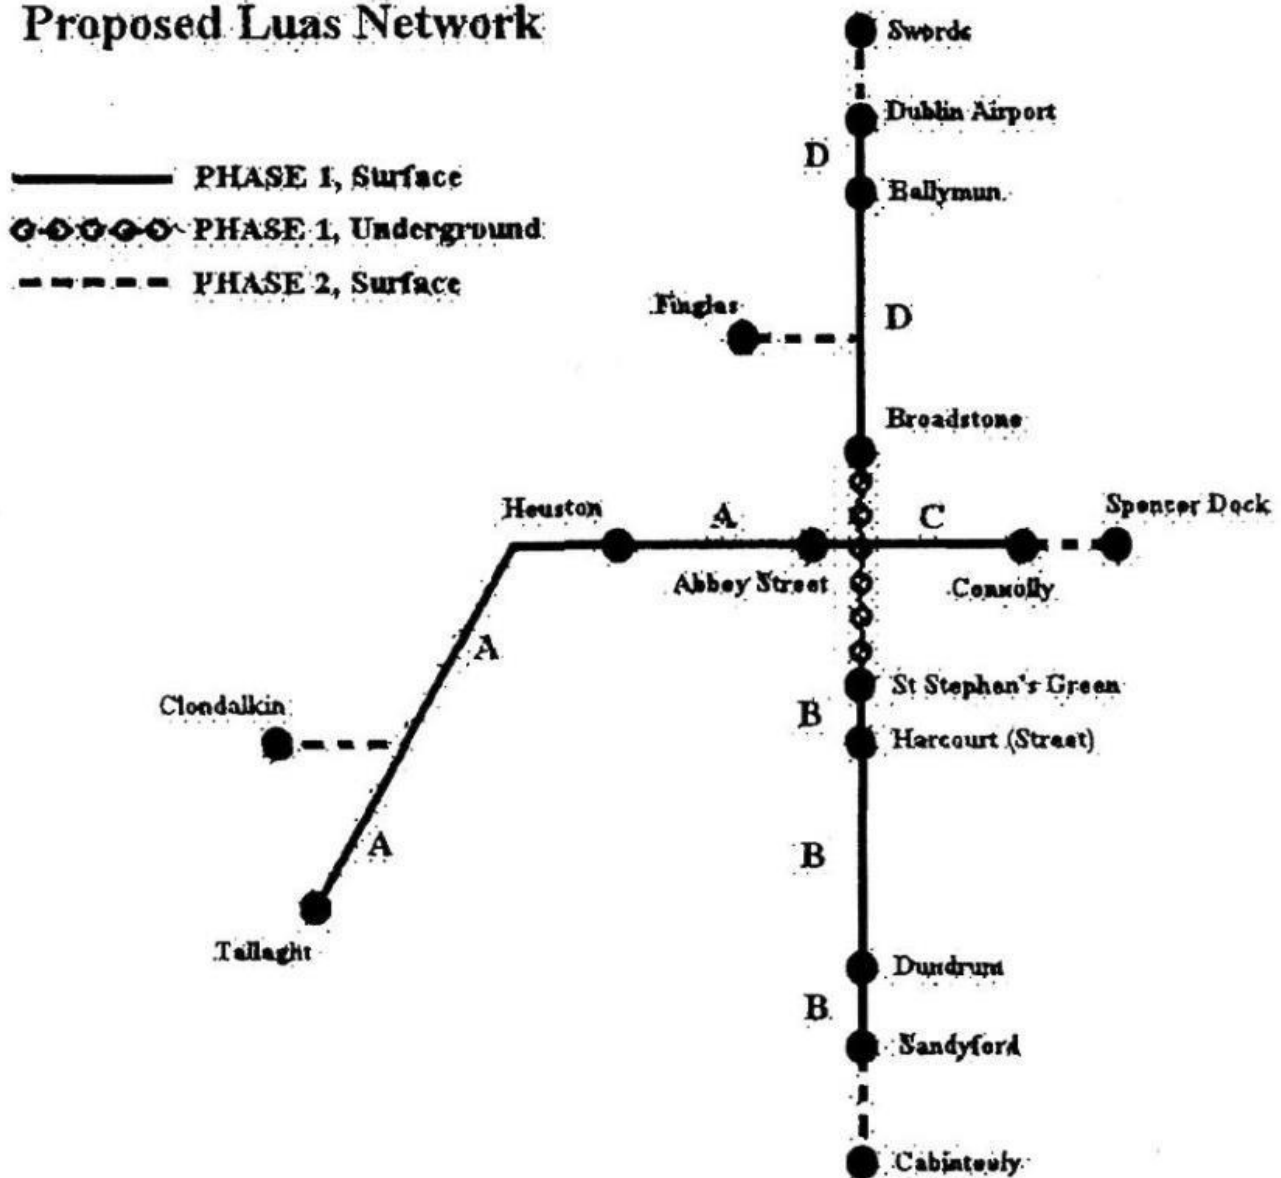 Proposed Luas Network
PHASE 1, Surface
PHASE 1, Underground
PHASE 2, Surface
Swords
Dublin Airport
D
Ballymun
Finglas
D
Broadstone
Heuston
A
C
Spencer Dock
Abbey Street
Connolly
A
Clondalkin
St Stephen's Green
B
Harcourt (Street)
A
B
Tallaght
Dundrum
B
Sandyford
Cabinteely